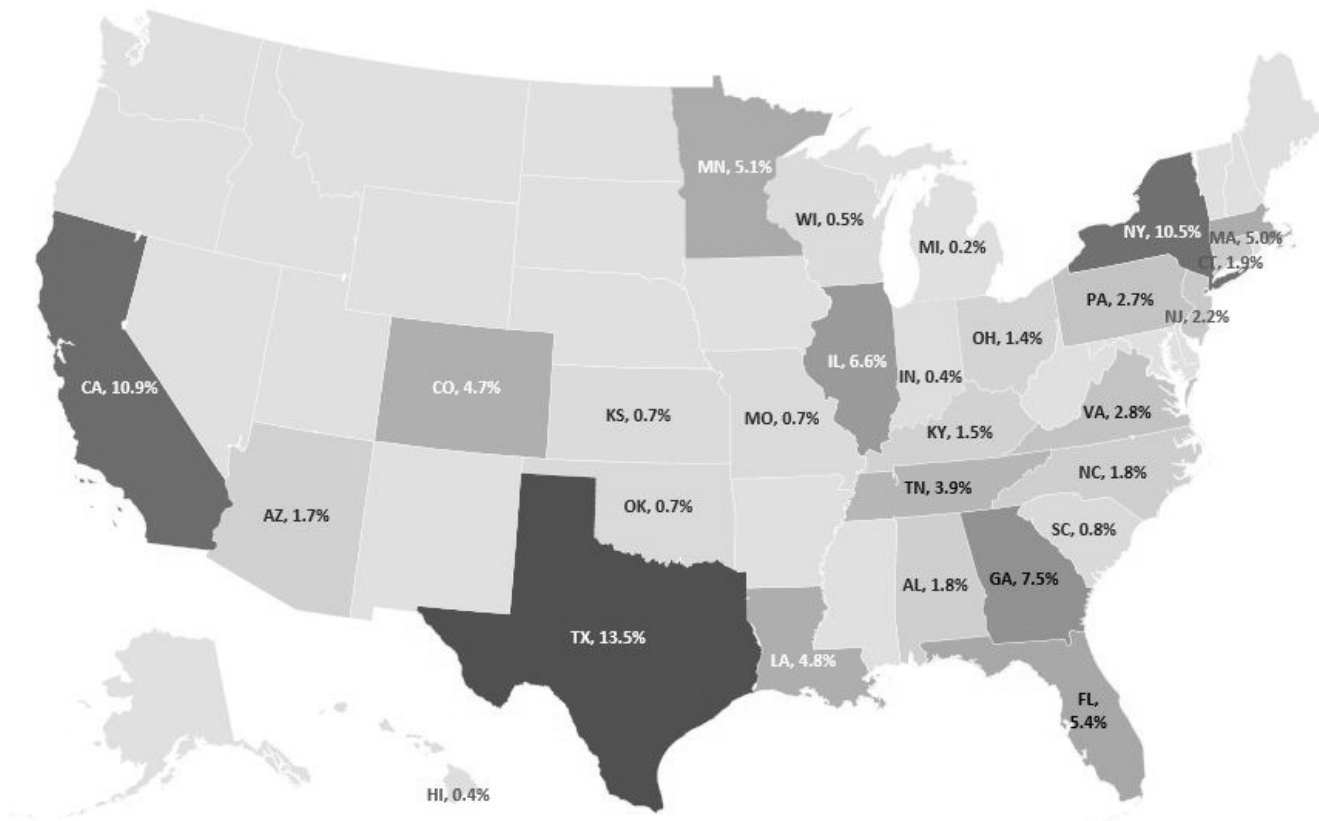 MN, 5.1%
WI, 0.5%
MI, 0.2%
NY, 10.5%
MA, 5.0%
CT, 1.9%
PA, 2.7%
NJ, 2.2%
OH, 1.4%
IL, 6.6%
IN, 0.4%
CA, 10.9%
CO, 4.7%
KS, 0.7%
MO, 0.7%
VA, 2.8%
KY, 1.5%
NC, 1.8%
TN, 3.9%
AZ, 1.7%
OK, 0.7%
SC, 0.8%
AL, 1.8%
GA, 7.5%
TX, 13.5%
LA, 4.8%
FL,
5.4%
HI, 0.4%